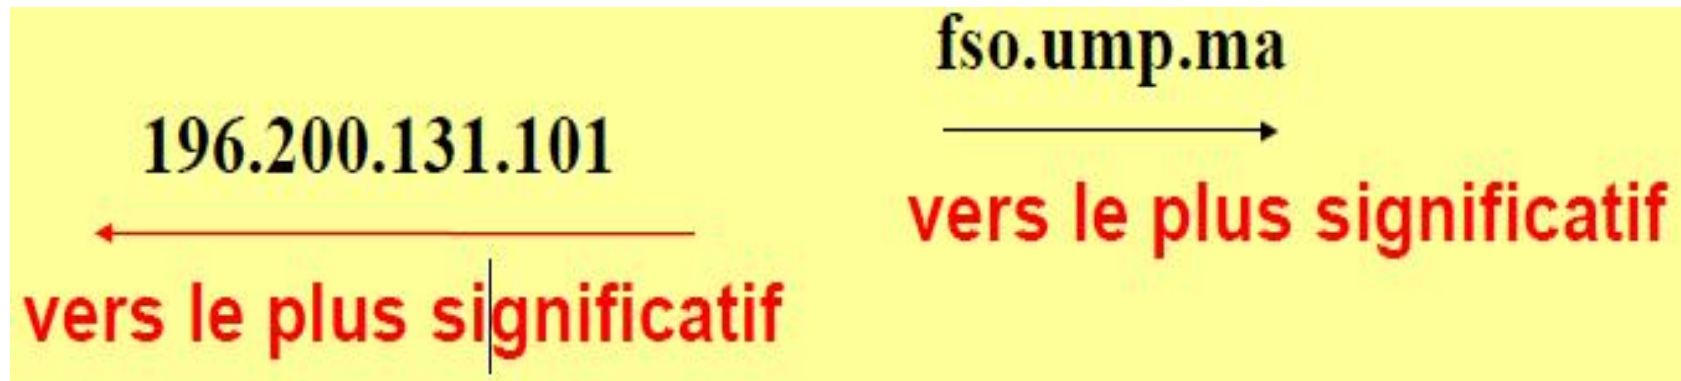 fso.ump.ma
196.200.131.101
vers le plus significatif
vers le plus significatif